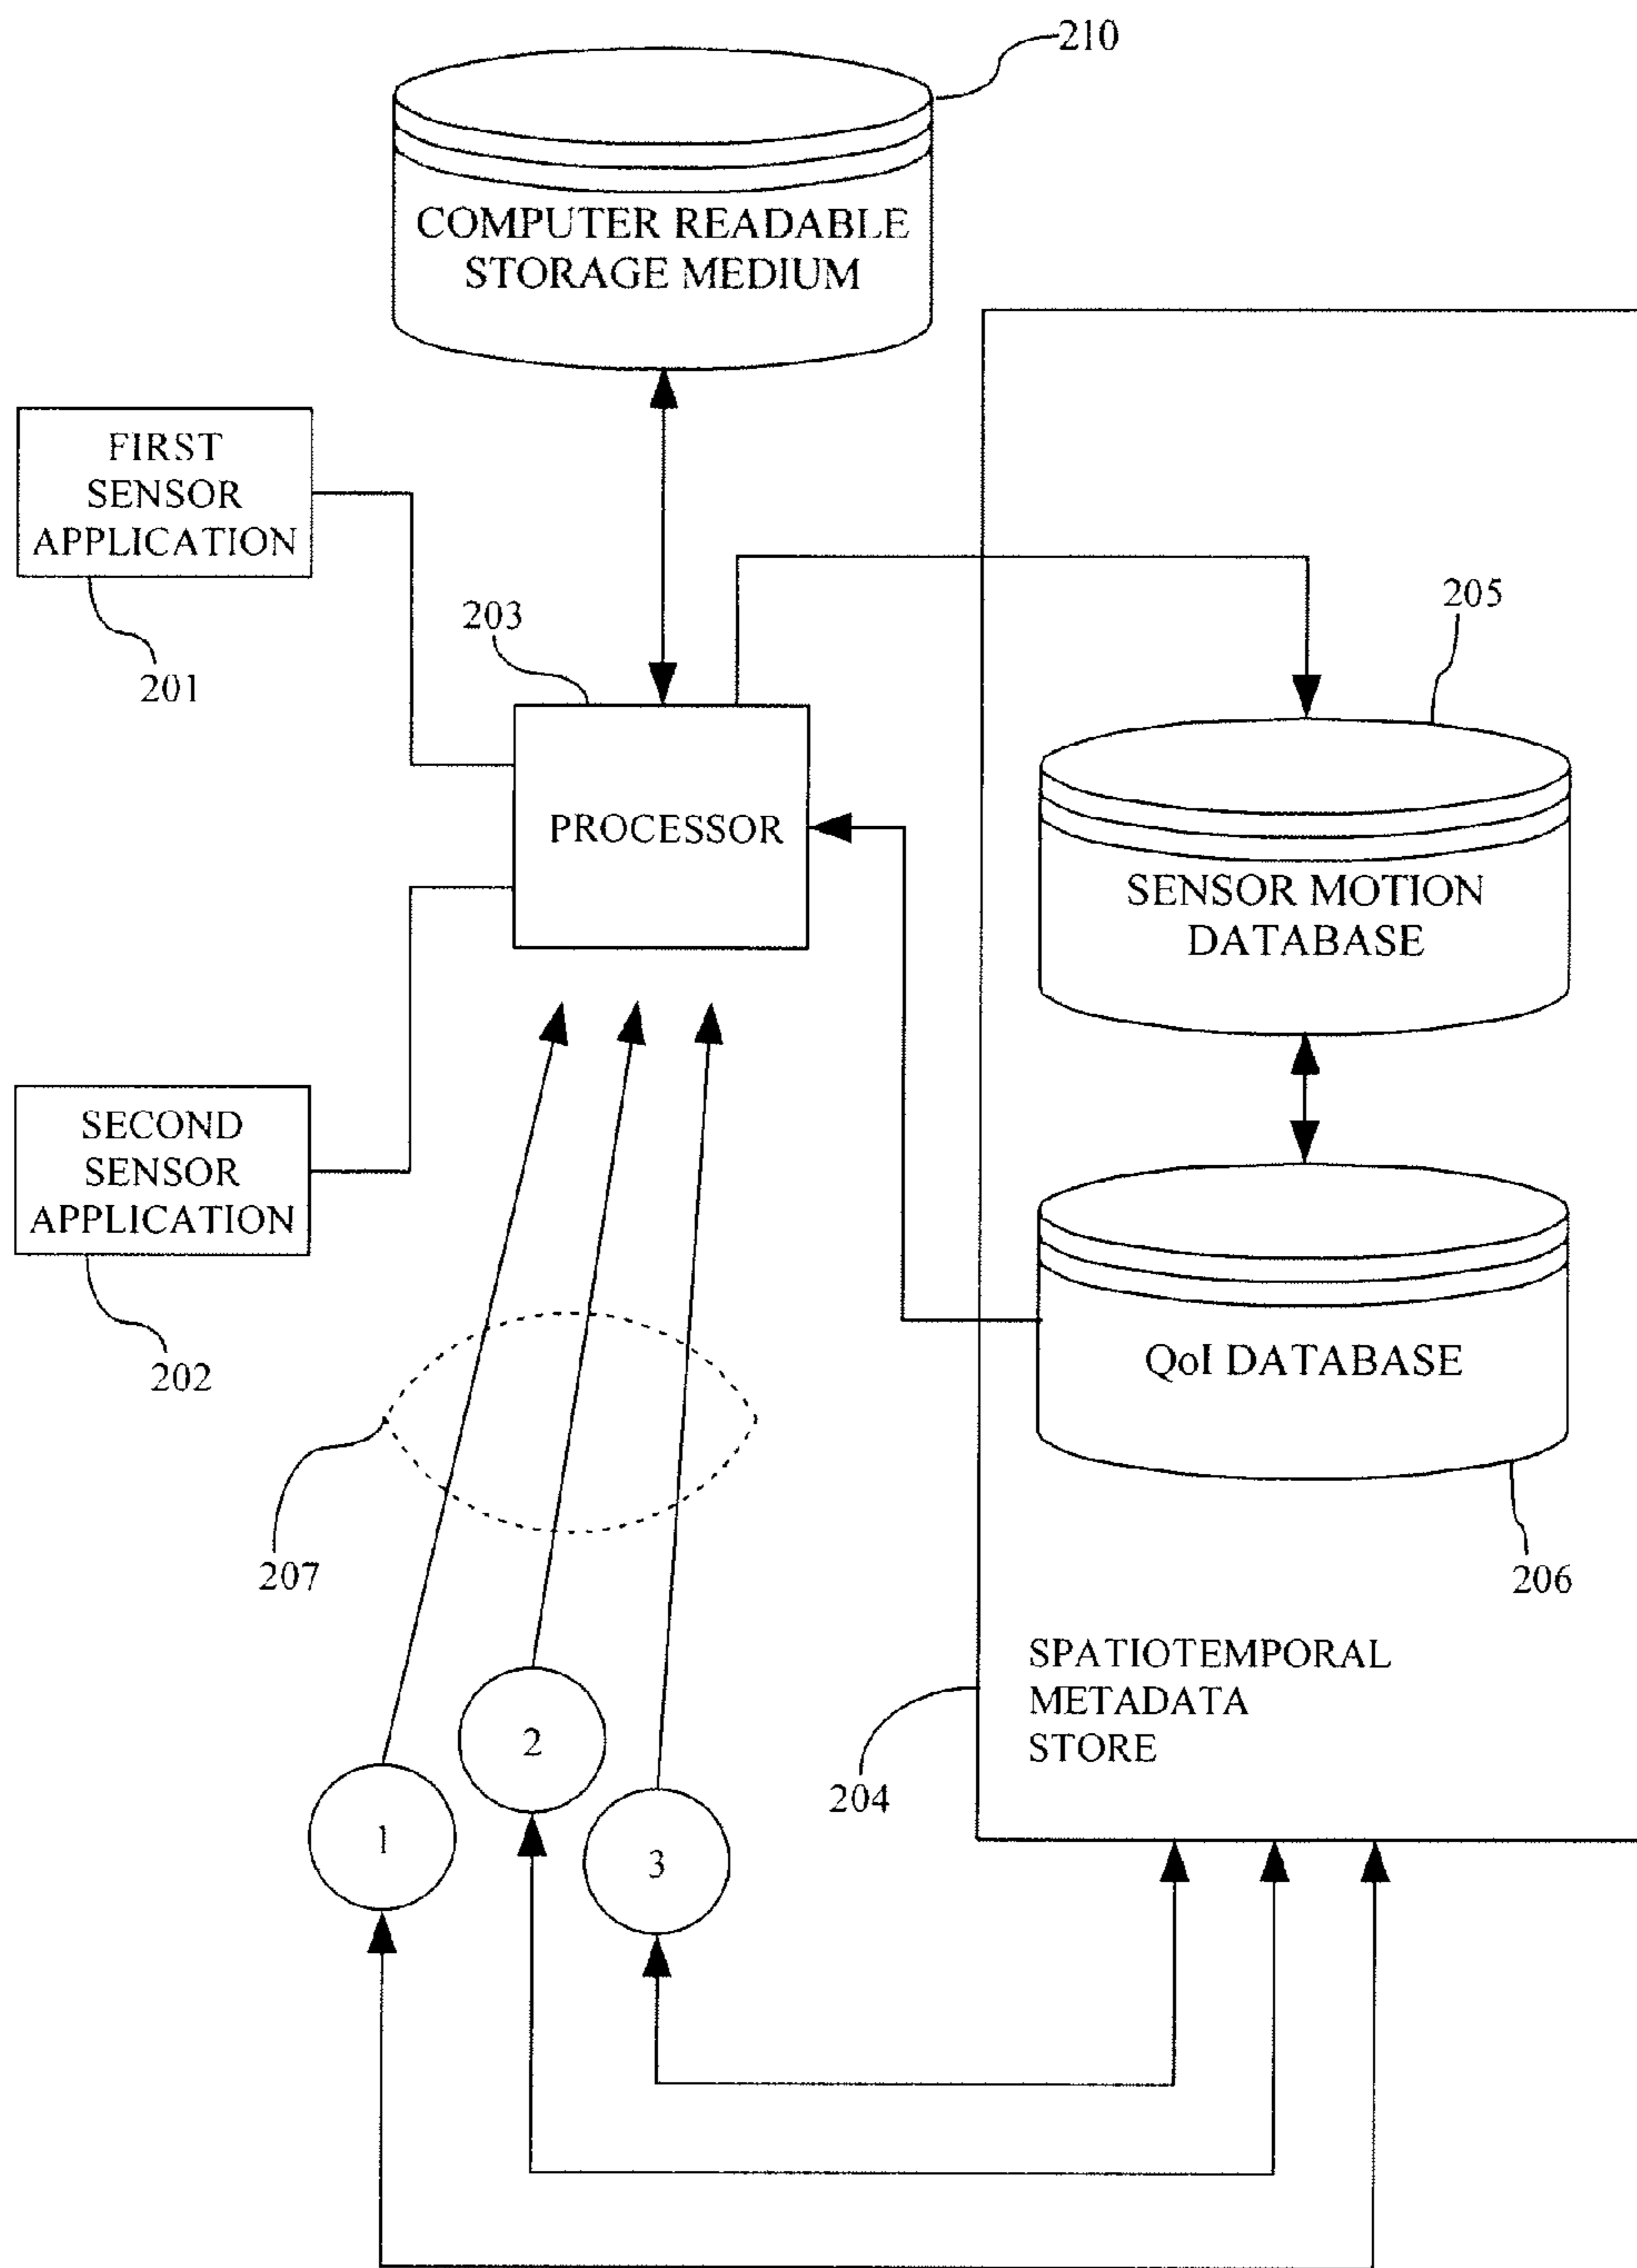 210
COMPUTER READABLE
STORAGE MEDIUM
FIRST
SENSOR
APPLICATION
201
203
205
PROCESSOR
SENSOR MOTION
DATABASE
SECOND
SENSOR
APPLICATION
202
QoI DATABASE
206
207
SPATIOTEMPORAL
METADATA
STORE
204
1
2
3